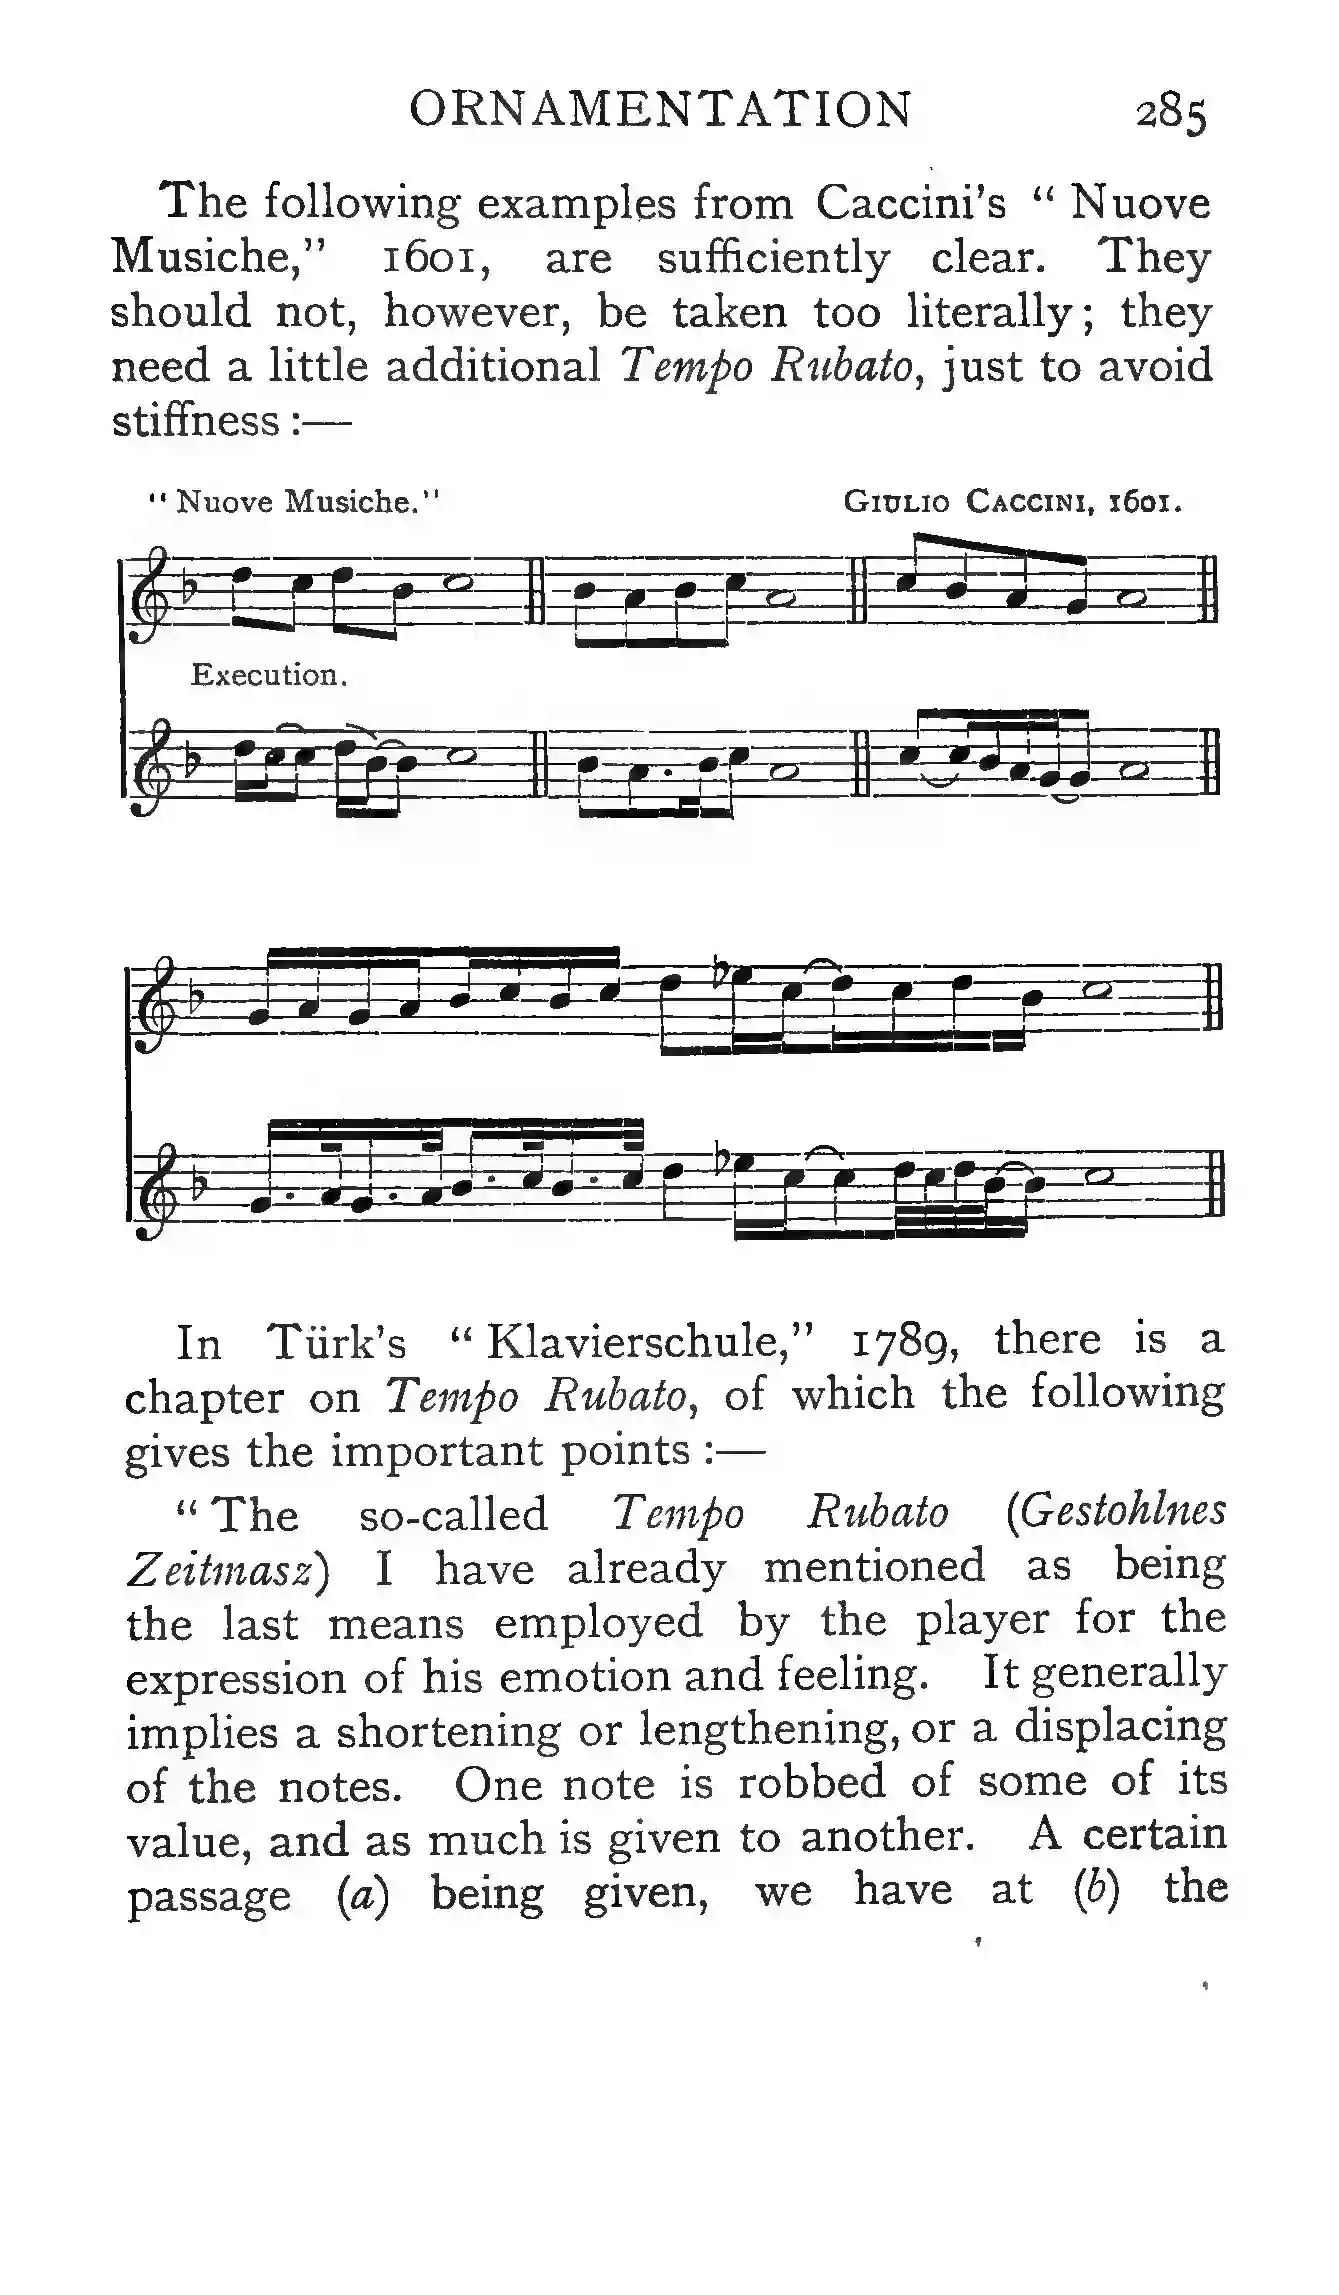 ORNAMENTATION 285
The following examples from Caccini's “ Nuove
Musiche,” 1601, are sufficiently clear. They
should not, however, be taken too literally; they
need a little additional Tempo Rubato, just to avoid
stiffness :—
“ Nuove Musiche.” GIULIO CACCINI, 1601.
Execution.
In Türk's “ Klavierschule,” 1789, there is a
chapter on Tempo Rubato, of which the following
gives the important points :—
“ The so-called Tempo Rubato (Gestohlnes
Zeitmasz) I have already mentioned as being
the last means employed by the player for the
expression of his emotion and feeling. It generally
implies a shortening or lengthening, or a displacing
of the notes. One note is robbed of some of its
value, and as much is given to another. A certain
passage (a) being given, we have at (b) the